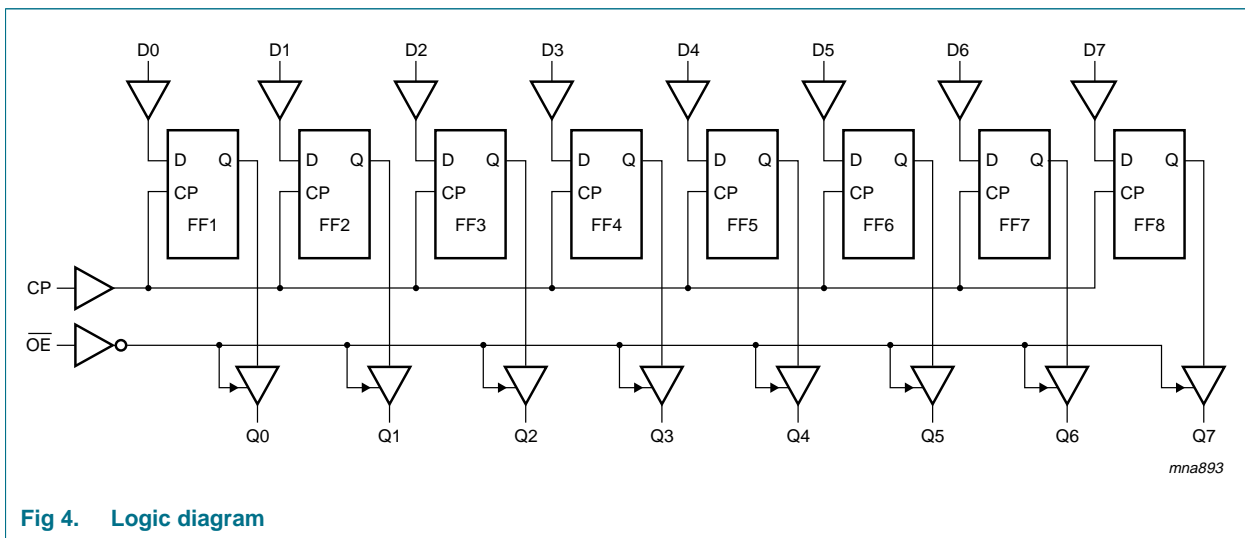 D0 D1 D2 D3 D4 D5 D6 D7
D Q D Q D Q D Q D Q D Q D Q D Q
CP CP CP CP CP CP CP CP
FF1 FF2 FF3 FF4 FF5 FF6 FF7 FF8
CP
O̅E̅
Q0 Q1 Q2 Q3 Q4 Q5 Q6 Q7
mna893
Fig 4. Logic diagram